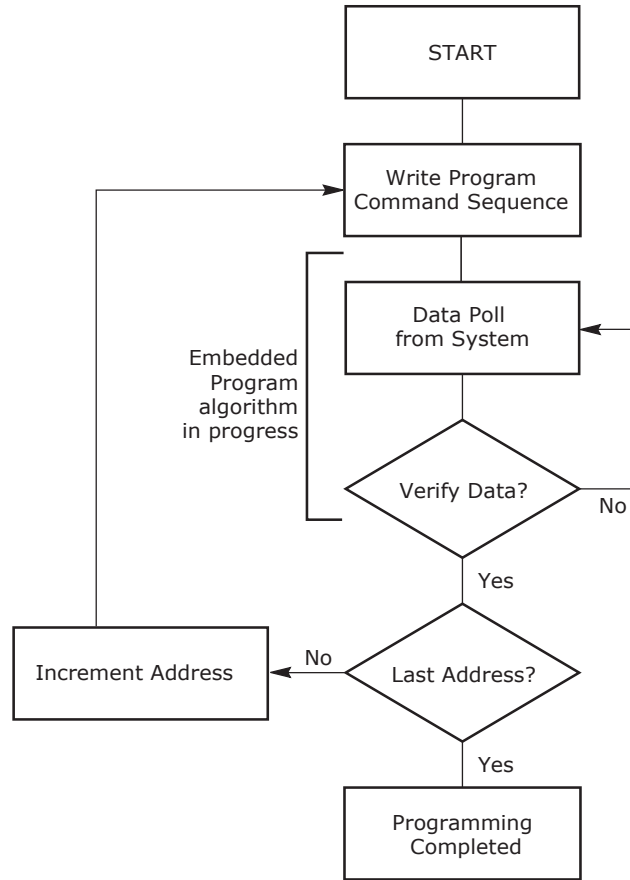 START
Write Program
Command Sequence
Data Poll
from System
Embedded
Program
algorithm
in progress
Verify Data?
No
Yes
No
Increment Address
Last Address?
Yes
Programming
Completed